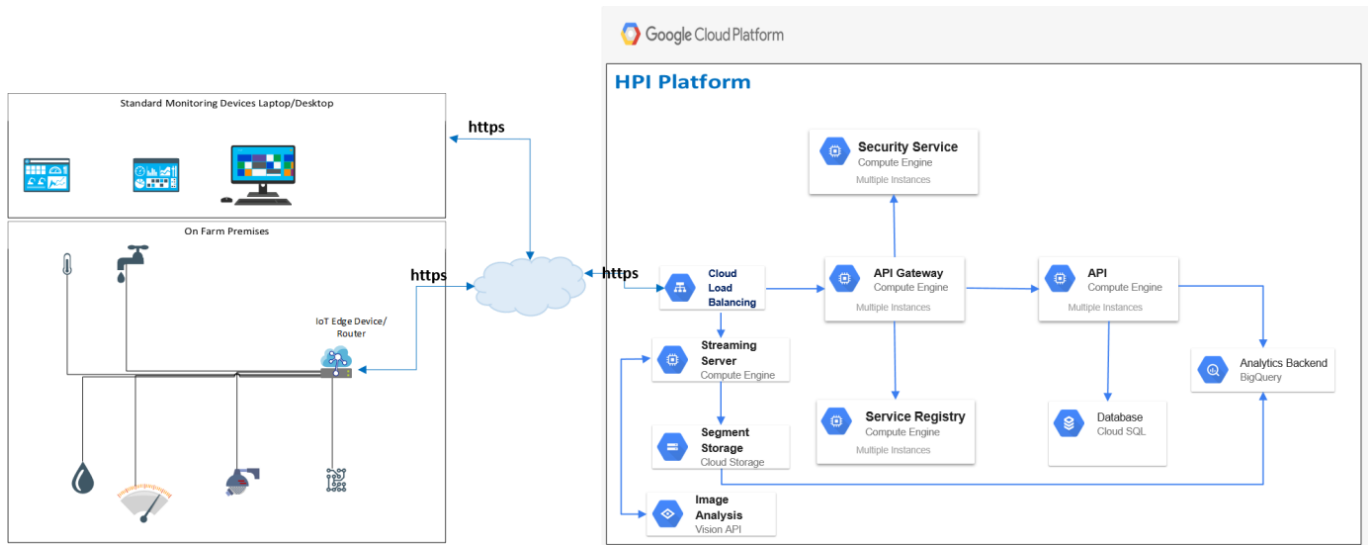 Google Cloud Platform
HPI Platform
Standard Monitoring Devices Laptop/Desktop
https
On Farm Premises
IoT Edge Device/
Router
https
https
Security Service
Compute Engine
Multiple Instances
Cloud
Load
Balancing
API Gateway
Compute Engine
Multiple Instances
API
Compute Engine
Multiple Instances
Streaming
Server
Compute Engine
Analytics Backend
BigQuery
Service Registry
Compute Engine
Multiple Instances
Database
Cloud SQL
Segment
Storage
Cloud Storage
Image
Analysis
Vision API